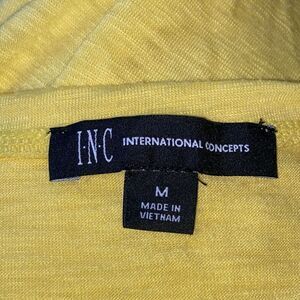 I·N·C INTERNATIONAL CONCEPTS
M
MADE IN
VIETNAM